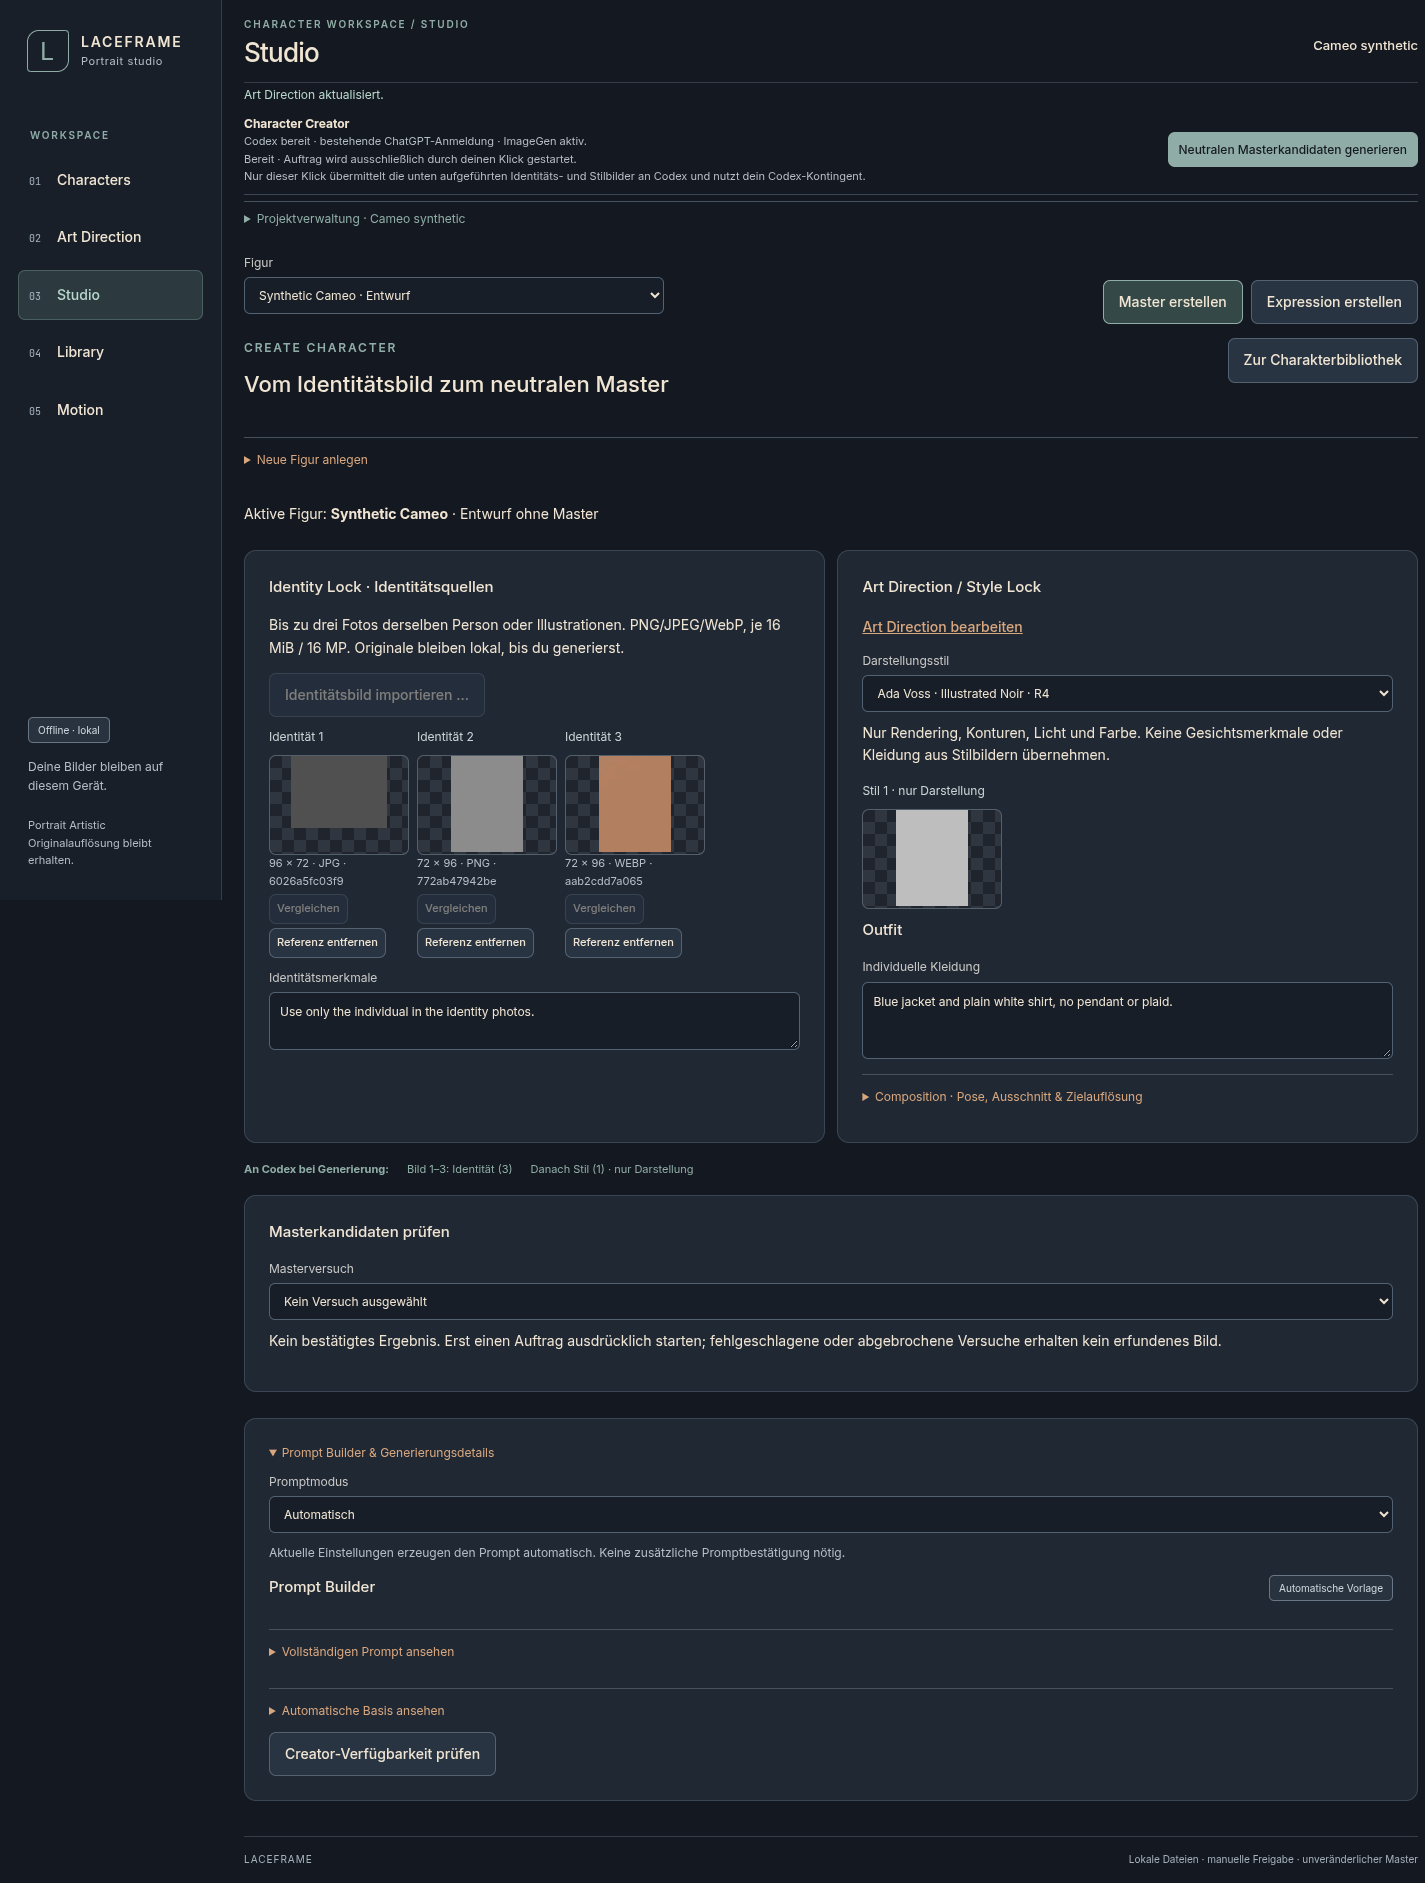 L
LACEFRAME
Portrait studio
WORKSPACE
01 Characters
02 Art Direction
03 Studio
04 Library
05 Motion
Offline · lokal
Deine Bilder bleiben auf
diesem Gerät.
Portrait Artistic
Originalauflösung bleibt
erhalten.
CHARACTER WORKSPACE / STUDIO
Studio
Cameo synthetic
Art Direction aktualisiert.
Character Creator
Codex bereit · bestehende ChatGPT-Anmeldung · ImageGen aktiv.
Bereit · Auftrag wird ausschließlich durch deinen Klick gestartet.
Nur dieser Klick übermittelt die unten aufgeführten Identitäts- und Stilbilder an Codex und nutzt dein Codex-Kontingent.
Neutralen Masterkandidaten generieren
Projektverwaltung · Cameo synthetic
Figur
Synthetic Cameo · Entwurf
Master erstellen
Expression erstellen
CREATE CHARACTER
Vom Identitätsbild zum neutralen Master
Zur Charakterbibliothek
Neue Figur anlegen
Aktive Figur: Synthetic Cameo · Entwurf ohne Master
Identity Lock · Identitätsquellen
Bis zu drei Fotos derselben Person oder Illustrationen. PNG/JPEG/WebP, je 16
MiB / 16 MP. Originale bleiben lokal, bis du generierst.
Identitätsbild importieren ...
Identität 1
Identität 2
Identität 3
96 × 72 · JPG ·
6026a5fc03f9
72 × 96 · PNG ·
772ab47942be
72 × 96 · WEBP ·
aab2cdd7a065
Vergleichen
Vergleichen
Vergleichen
Referenz entfernen
Referenz entfernen
Referenz entfernen
Identitätsmerkmale
Use only the individual in the identity photos.
Art Direction / Style Lock
Art Direction bearbeiten
Darstellungsstil
Ada Voss · Illustrated Noir · R4
Nur Rendering, Konturen, Licht und Farbe. Keine Gesichtsmerkmale oder
Kleidung aus Stilbildern übernehmen.
Stil 1 · nur Darstellung
Outfit
Individuelle Kleidung
Blue jacket and plain white shirt, no pendant or plaid.
Composition · Pose, Ausschnitt & Zielauflösung
An Codex bei Generierung: Bild 1–3: Identität (3) Danach Stil (1) · nur Darstellung
Masterkandidaten prüfen
Masterversuch
Kein Versuch ausgewählt
Kein bestätigtes Ergebnis. Erst einen Auftrag ausdrücklich starten; fehlgeschlagene oder abgebrochene Versuche erhalten kein erfundenes Bild.
Prompt Builder & Generierungsdetails
Promptmodus
Automatisch
Aktuelle Einstellungen erzeugen den Prompt automatisch. Keine zusätzliche Promptbestätigung nötig.
Prompt Builder
Automatische Vorlage
Vollständigen Prompt ansehen
Automatische Basis ansehen
Creator-Verfügbarkeit prüfen
LACEFRAME
Lokale Dateien · manuelle Freigabe · unveränderlicher Master